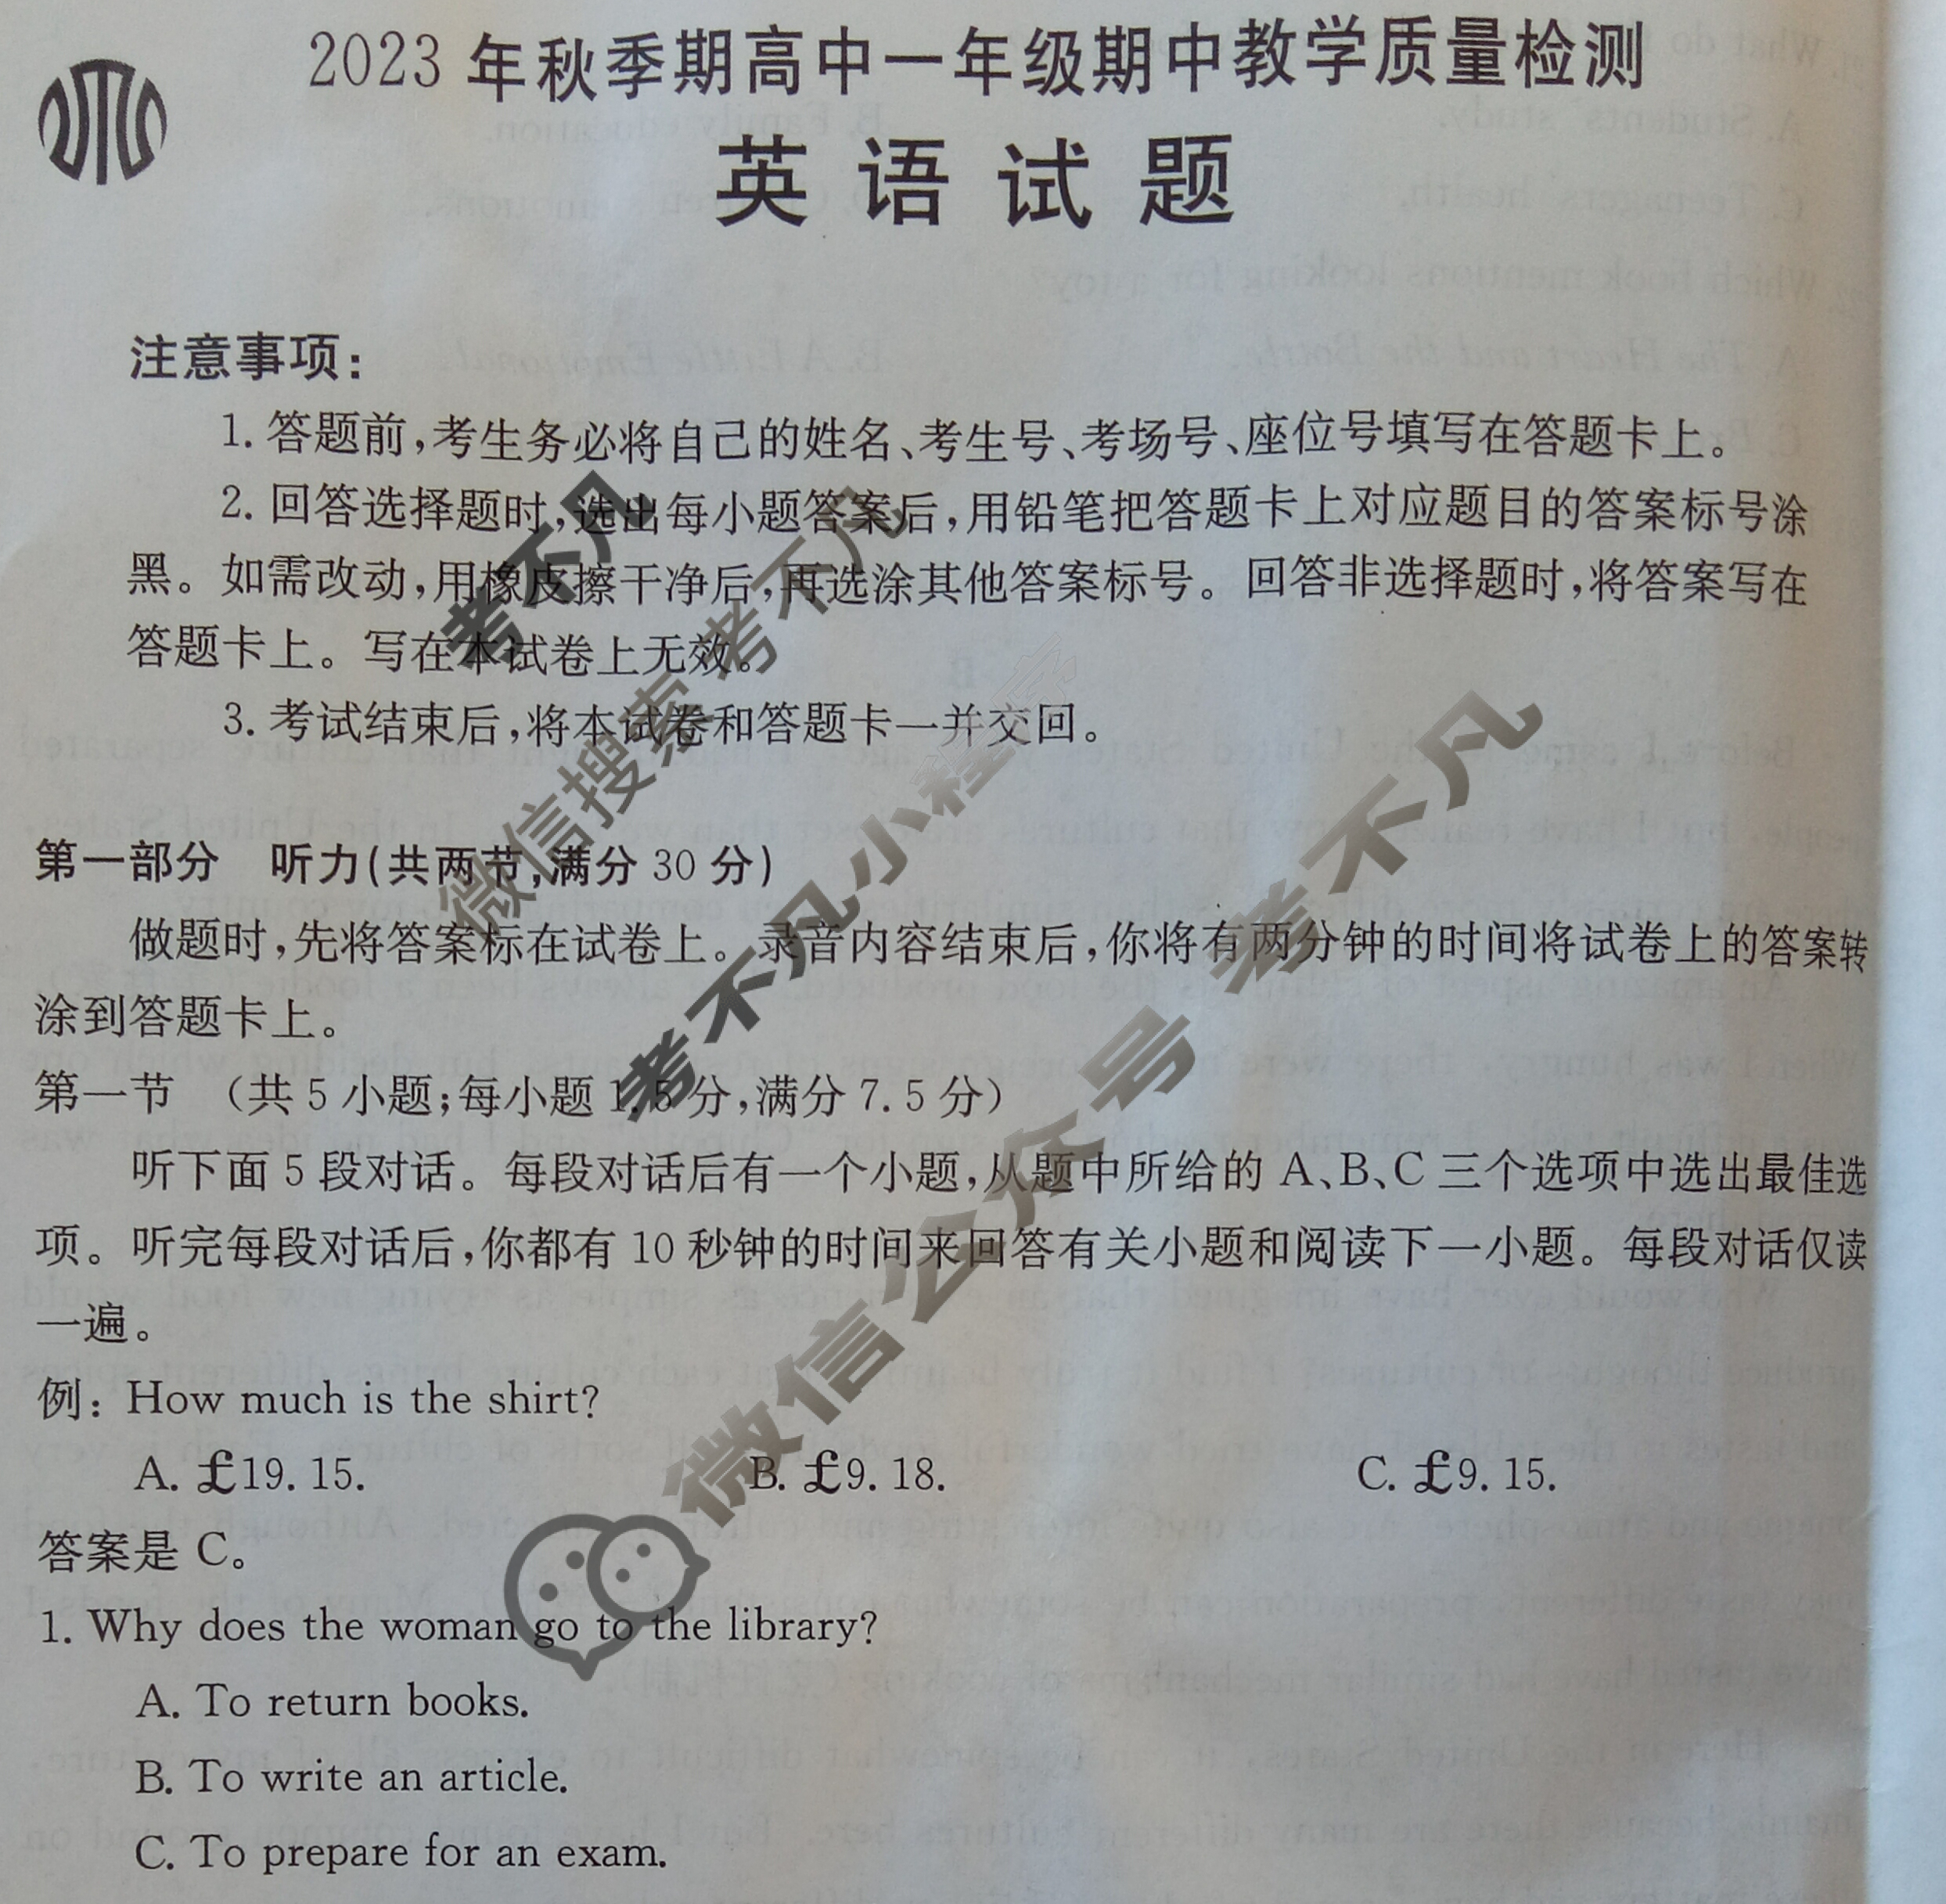 2023年秋季期高中一年级期中教学质量检测
英语试题
注意事项:
1. 答题前,考生务必将自己的姓名、考生号、考场号、座位号填写在答题卡上。
2. 回答选择题时,选出每小题答案后,用铅笔把答题卡上对应题目的答案标号涂
黑。如需改动,用橡皮擦干净后,再选涂其他答案标号。回答非选择题时,将答案写在
答题卡上。写在本试卷上无效。
3. 考试结束后,将本试卷和答题卡一并交回。
第一部分 听力(共两节,满分 30 分)
做题时,先将答案标在试卷上。录音内容结束后,你将有两分钟的时间将试卷上的答案转
涂到答题卡上。
第一节 (共 5 小题;每小题 1.5 分,满分 7.5 分)
听下面 5 段对话。每段对话后有一个小题,从题中所给的 A、B、C 三个选项中选出最佳选
项。听完每段对话后,你都有 10 秒钟的时间来回答有关小题和阅读下一小题。每段对话仅读
一遍。
例: How much is the shirt?
A. £19.15. B. £9.18. C. £9.15.
答案是 C。
1. Why does the woman go to the library?
A. To return books.
B. To write an article.
C. To prepare for an exam.
考不凡
微信搜索 考不凡
考不凡小程序
微信公众号 考不凡